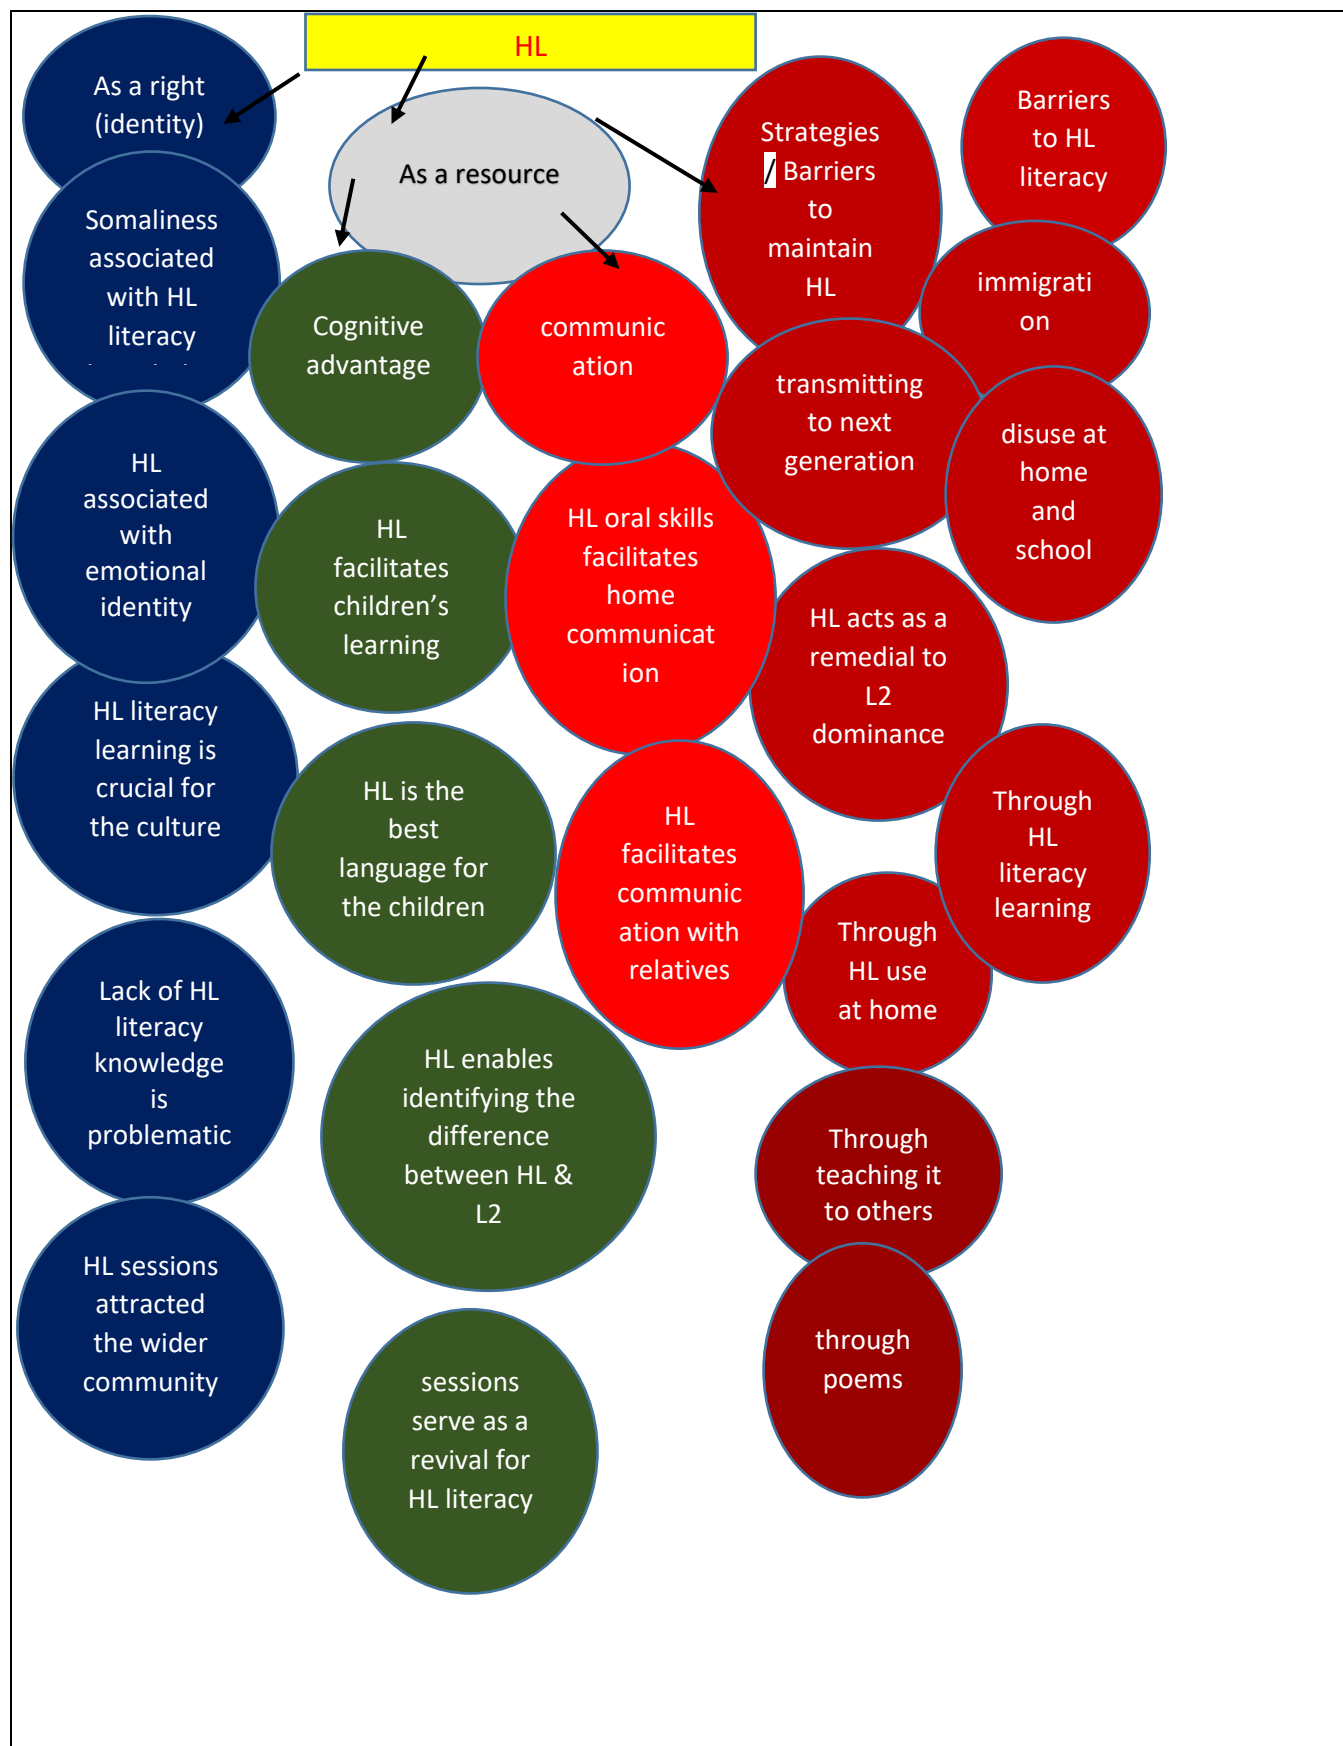 HL
As a right
(identity)
Somaliness
associated
with HL
literacy
HL
associated
with
emotional
identity
HL literacy
learning is
crucial for
the culture
Lack of HL
literacy
knowledge
is
problematic
HL sessions
attracted
the wider
community
As a resource
Cognitive
advantage
HL
facilitates
children’s
learning
HL is the
best
language for
the children
HL enables
identifying the
difference
between HL &
L2
sessions
serve as a
revival for
HL literacy
communic
ation
HL oral skills
facilitates
home
communicat
ion
HL
facilitates
communic
ation with
relatives
Strategies
/ Barriers
to
maintain
HL
transmitting
to next
generation
HL acts as a
remedial to
L2
dominance
Through
HL use
at home
Through
teaching it
to others
through
poems
Barriers
to HL
literacy
immigrati
on
disuse at
home
and
school
Through
HL
literacy
learning